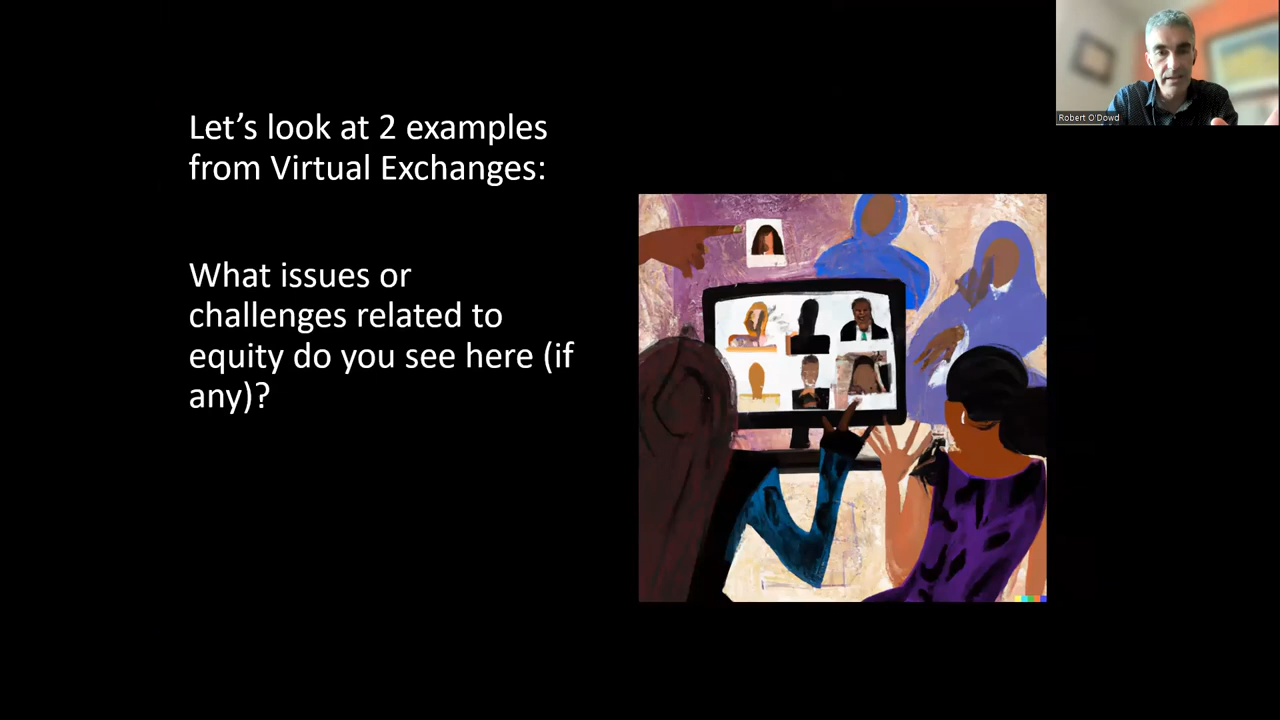 Let’s look at 2 examples
from Virtual Exchanges:
What issues or
challenges related to
equity do you see here (if
any)?
Robert O'Dowd